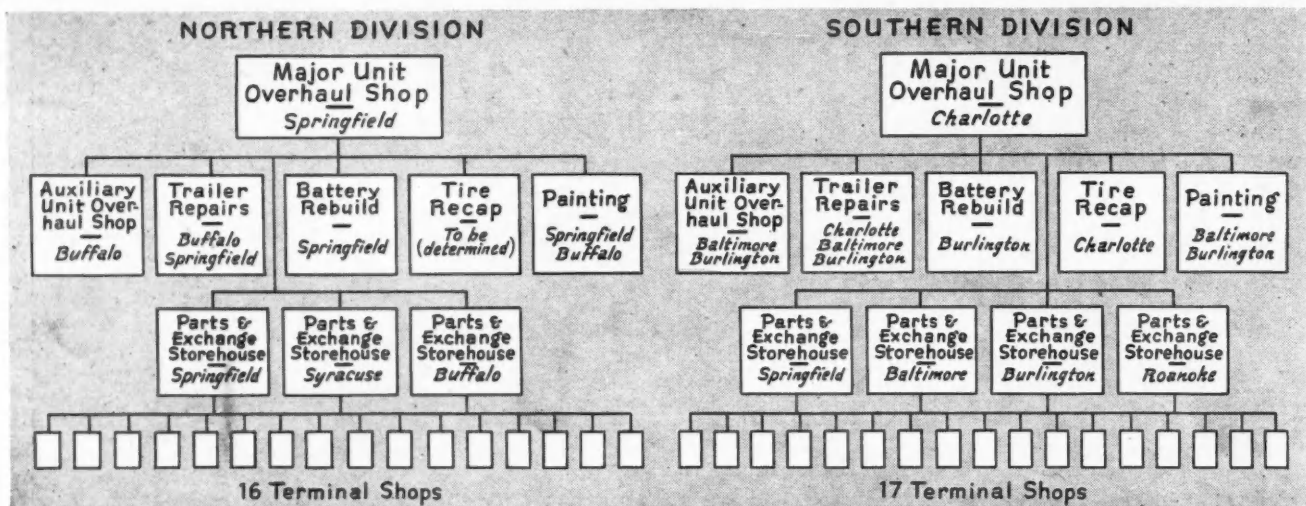 NORTHERN DIVISION
Major Unit
Overhaul Shop
Springfield
Auxiliary
Unit Over-
haul Shop
Buffalo
Trailer
Repairs
Buffalo
Springfield
Battery
Rebuild
Springfield
Tire
Recap
To be
(determined)
Painting
Springfield
Buffalo
Parts &
Exchange
Storehouse
Springfield
Parts &
Exchange
Storehouse
Syracuse
Parts &
Exchange
Storehouse
Buffalo
16 Terminal Shops
SOUTHERN DIVISION
Major Unit
Overhaul Shop
Charlotte
Auxiliary
Unit Over-
haul Shop
Baltimore
Burlington
Trailer
Repairs
Charlotte
Baltimore
Burlington
Battery
Rebuild
Burlington
Tire
Recap
Charlotte
Painting
Baltimore
Burlington
Parts &
Exchange
Storehouse
Springfield
Parts &
Exchange
Storehouse
Baltimore
Parts &
Exchange
Storehouse
Burlington
Parts &
Exchange
Storehouse
Roanoke
17 Terminal Shops